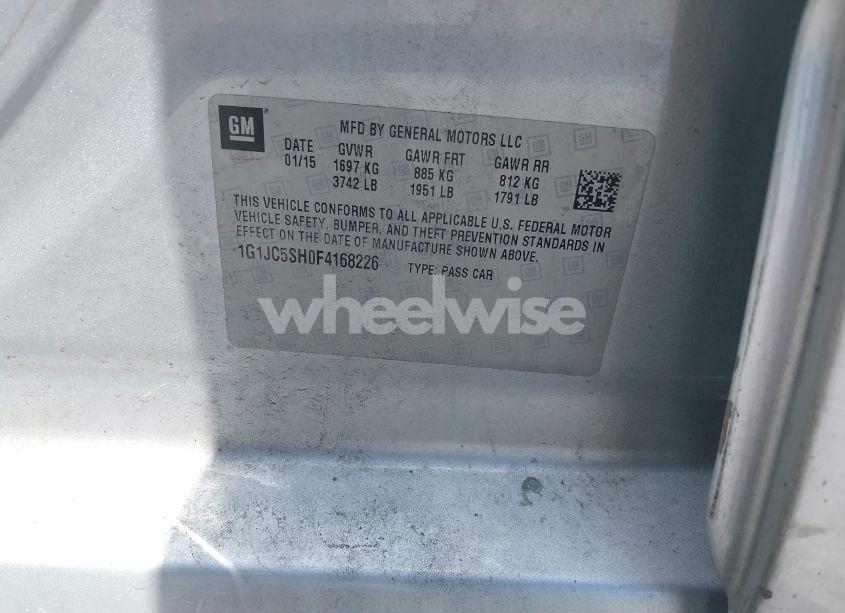 GM
MFD BY GENERAL MOTORS LLC
DATE GVWR GAWR FRT GAWR RR
01/15 1697 KG 885 KG 812 KG
3742 LB 1951 LB 1791 LB
THIS VEHICLE CONFORMS TO ALL APPLICABLE U.S. FEDERAL MOTOR
VEHICLE SAFETY, BUMPER, AND THEFT PREVENTION STANDARDS IN
EFFECT ON THE DATE OF MANUFACTURE SHOWN ABOVE.
1G1JC5SH0F4168226 TYPE: PASS CAR
wheelwise